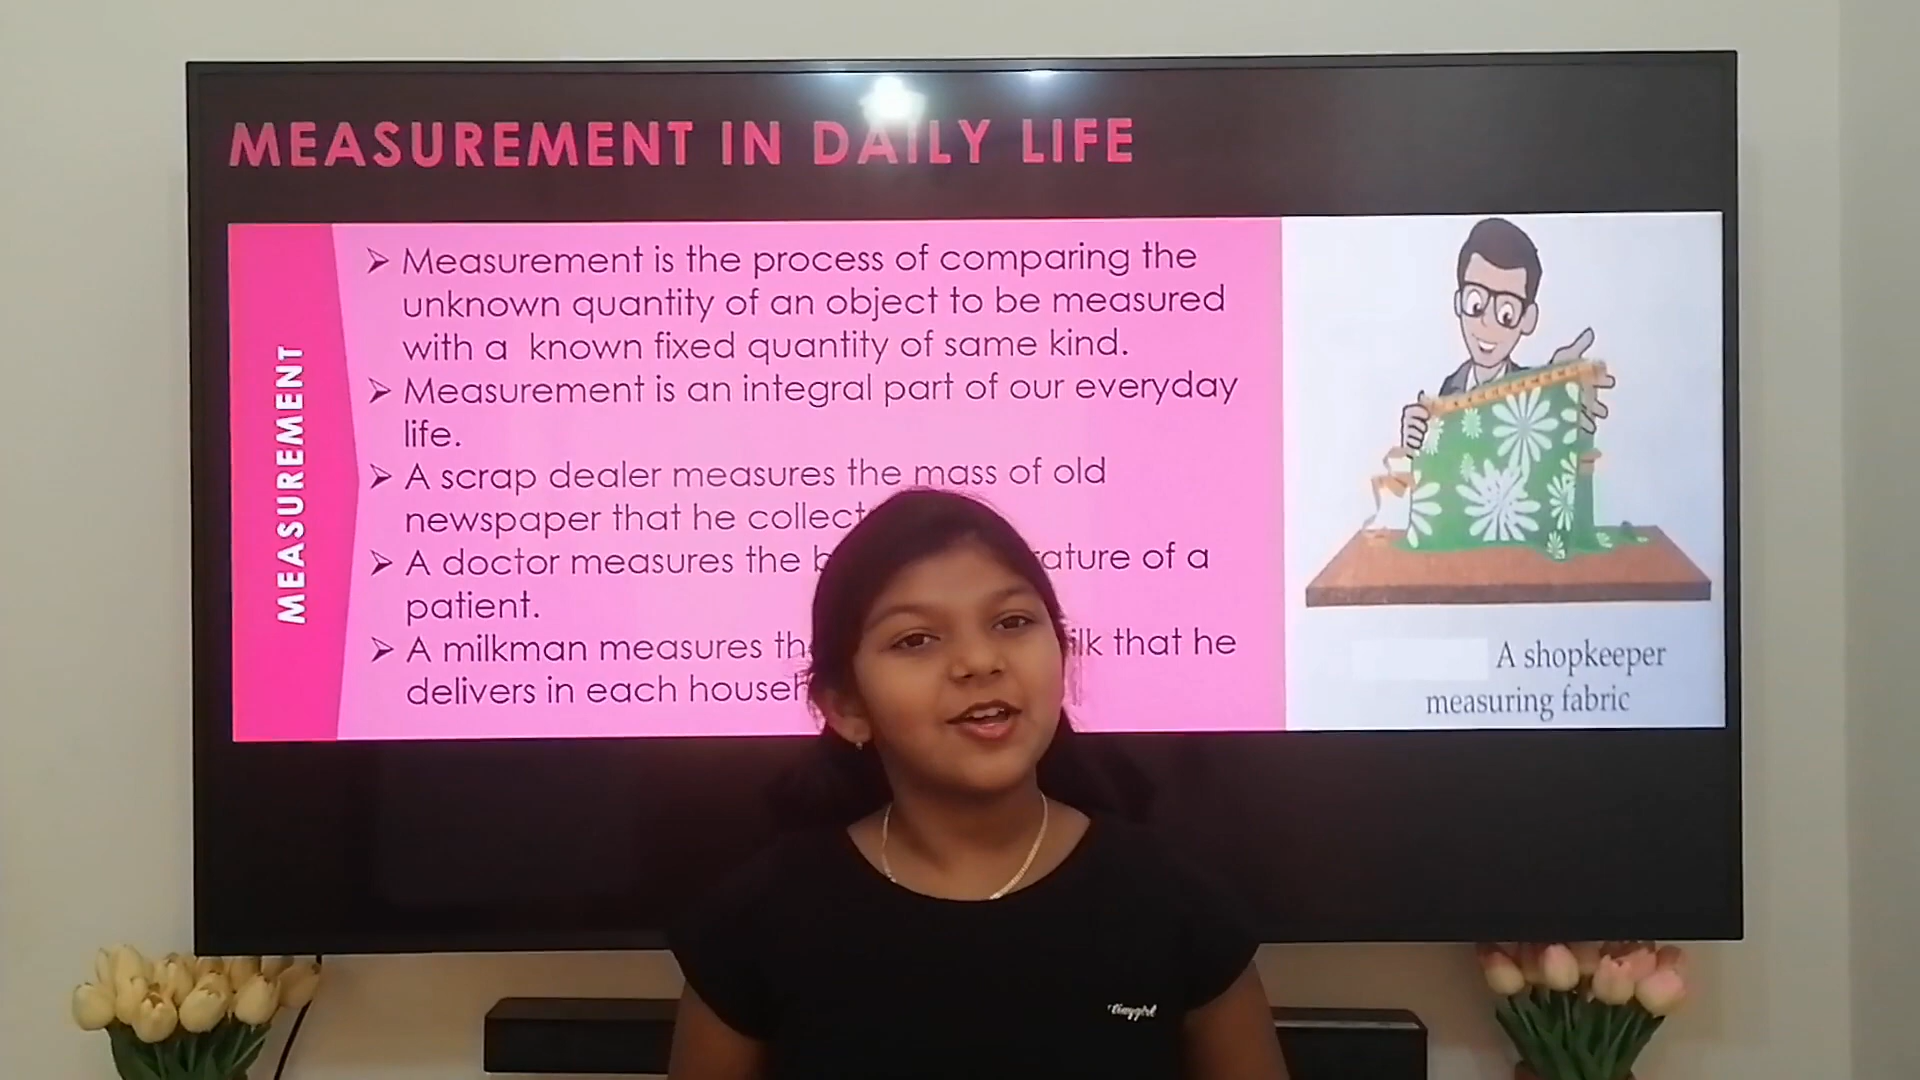 MEASUREMENT IN DAILY LIFE
MEASUREMENT
➢ Measurement is the process of comparing the
unknown quantity of an object to be measured
with a known fixed quantity of same kind.
➢ Measurement is an integral part of our everyday
life.
➢ A scrap dealer measures the mass of old
newspaper that he
➢ A doctor measures the of a
patient.
➢ A milkman measures that he
delivers in each
A shopkeeper
measuring fabric